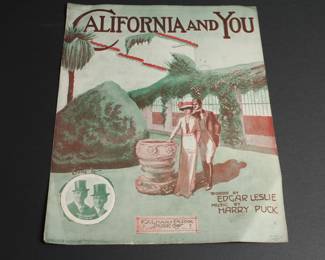 CALIFORNIA AND YOU
WORDS BY
EDGAR LESLIE
MUSIC BY
HARRY PUCK